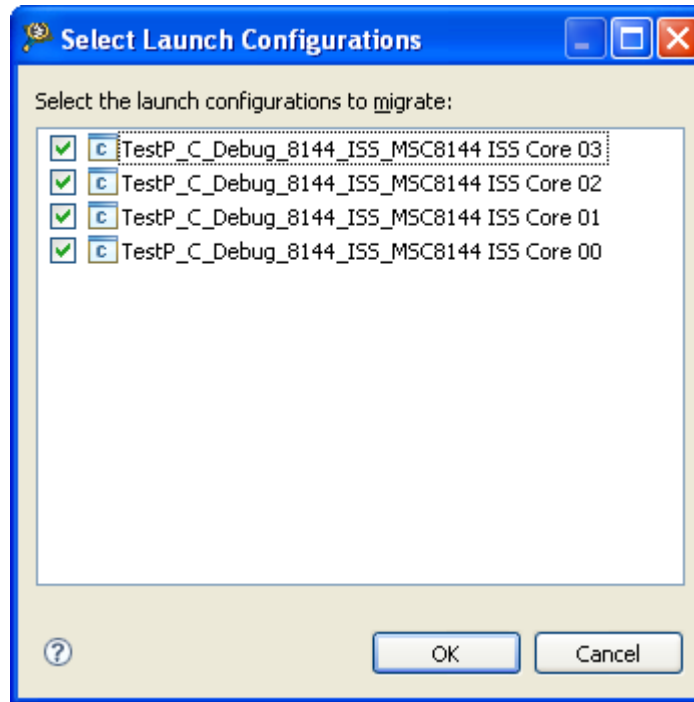 Select Launch Configurations
Select the launch configurations to migrate:
TestP_C_Debug_8144_ISS_MSC8144 ISS Core 03
TestP_C_Debug_8144_ISS_MSC8144 ISS Core 02
TestP_C_Debug_8144_ISS_MSC8144 ISS Core 01
TestP_C_Debug_8144_ISS_MSC8144 ISS Core 00
OK
Cancel